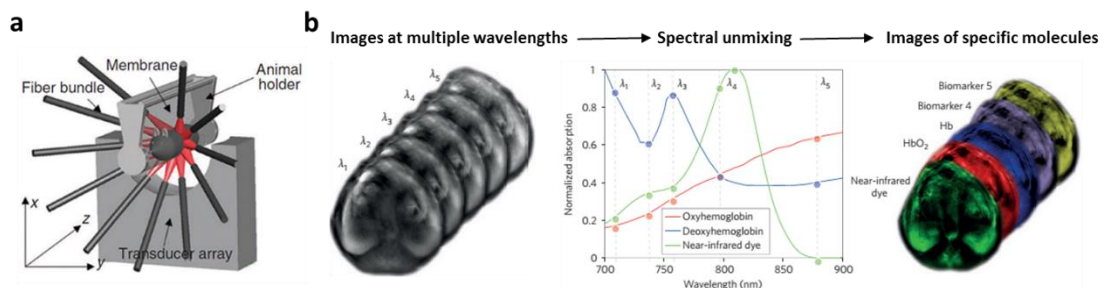 a
Membrane
Fiber bundle
Animal
holder
Transducer array
x
z
y
b
Images at multiple wavelengths
Spectral unmixing
Images of specific molecules
λ5
λ4
λ3
λ2
λ1
Normalized absorption
1
0.8
0.6
0.4
0.2
0
λ1
λ2
λ3
λ4
λ5
Oxyhemoglobin
Deoxyhemoglobin
Near-infrared dye
700
750
800
850
900
Wavelength (nm)
Biomarker 5
Biomarker 4
Hb
HbO2
Near-infrared
dye